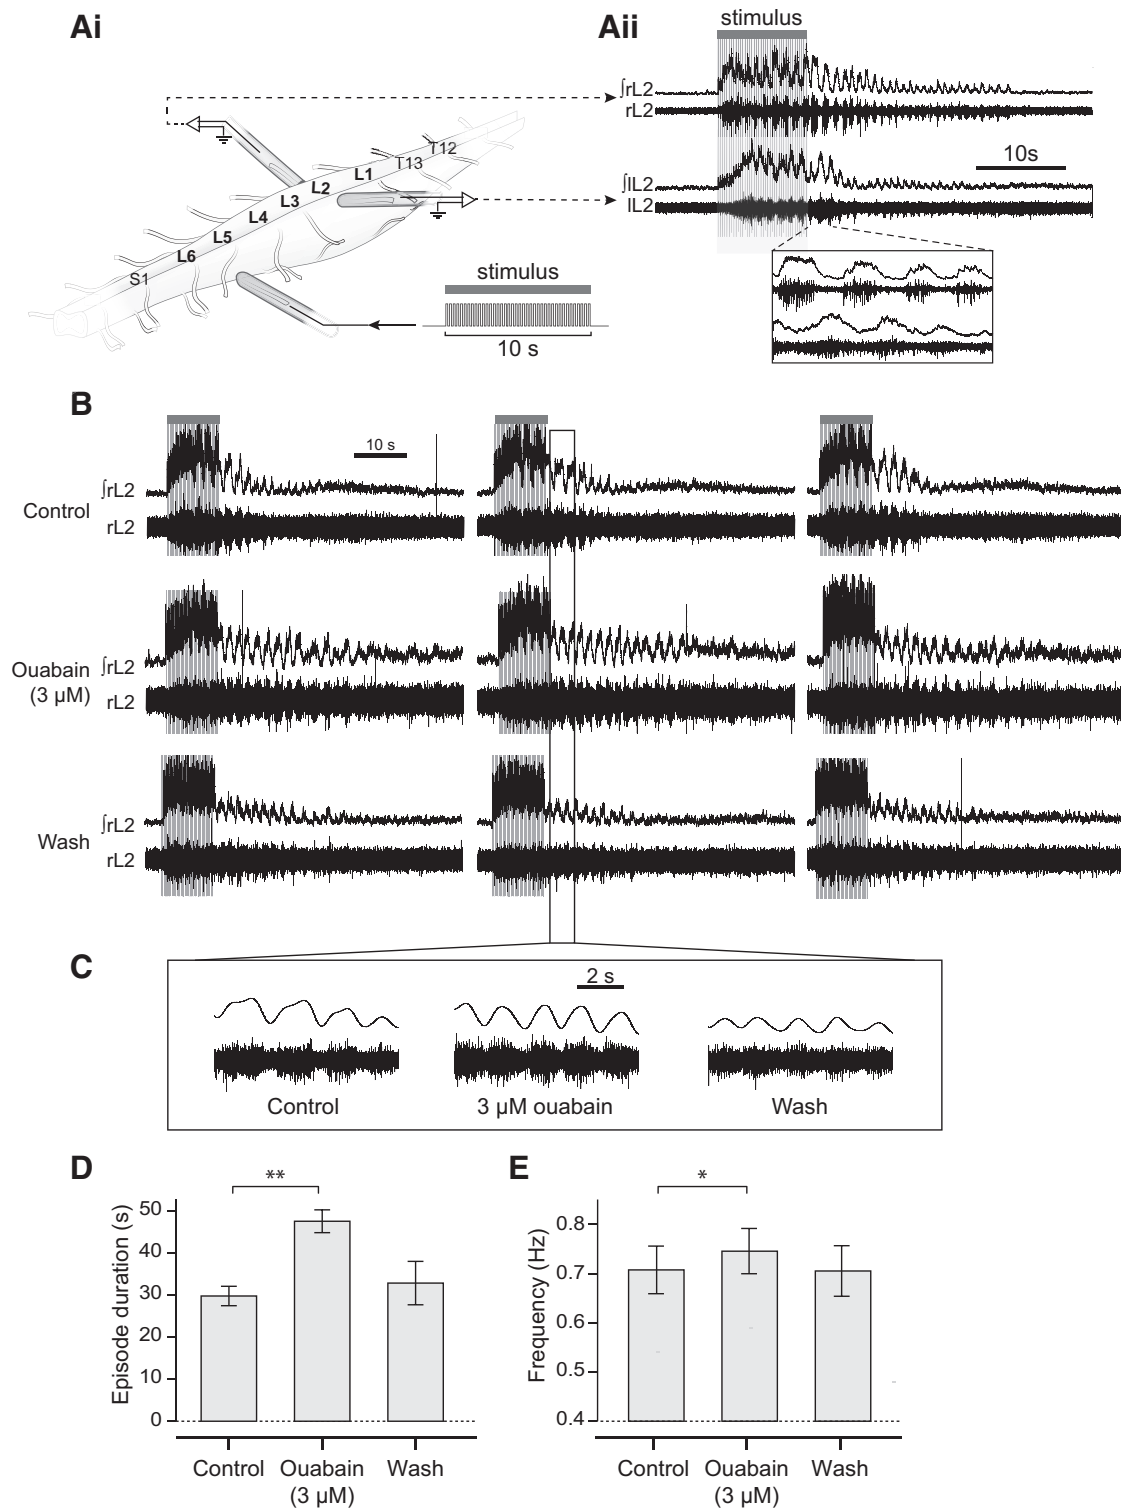 Ai
Aii
stimulus
∫rL2
rL2
10s
∫lL2
lL2
T12
T13
L1
L2
L3
L4
L5
L6
S1
stimulus
10 s
B
10 s
Control
∫rL2
rL2
Ouabain
(3 µM)
∫rL2
rL2
Wash
∫rL2
rL2
C
2 s
Control
3 µM ouabain
Wash
D
**
Episode duration (s)
50
40
30
20
10
0
Control
Ouabain
(3 µM)
Wash
E
*
Frequency (Hz)
0.8
0.7
0.6
0.5
0.4
Control
Ouabain
(3 µM)
Wash